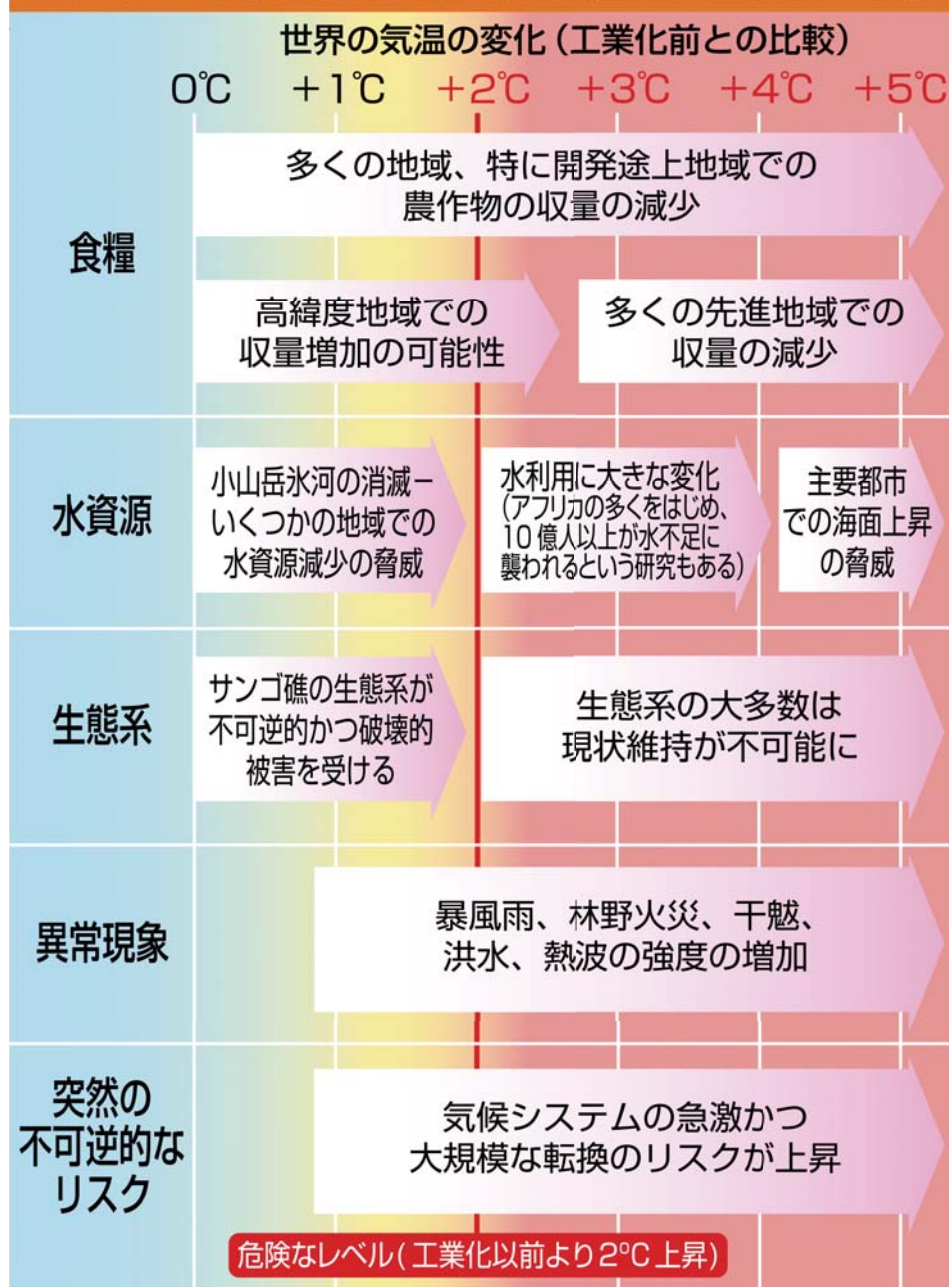 世界の気温の変化（工業化前との比較）
0℃ +1℃ +2℃ +3℃ +4℃ +5℃
食糧
多くの地域、特に開発途上地域での
農作物の収量の減少
高緯度地域での
収量増加の可能性
多くの先進地域での
収量の減少
水資源
小山岳氷河の消滅－
いくつかの地域での
水資源減少の脅威
水利用に大きな変化
（アフリカの多くをはじめ、
10億人以上が水不足に
襲われるという研究もある）
主要都市
での海面上昇
の脅威
生態系
サンゴ礁の生態系が
不可逆的かつ破壊的
被害を受ける
生態系の大多数は
現状維持が不可能に
異常現象
暴風雨、林野火災、干魃、
洪水、熱波の強度の増加
突然の
不可逆的な
リスク
気候システムの急激かつ
大規模な転換のリスクが上昇
危険なレベル（工業化以前より2℃上昇）